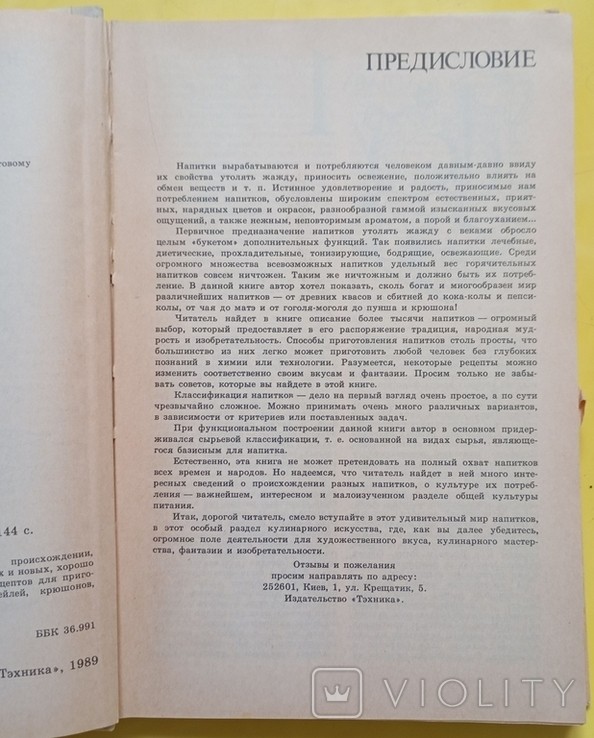 товому
144 с.
происхождении,
х и новых, хорошо
цептов для приго-
ейлей, крюшонов,
ББК 36.991
Тэхника», 1989
ПРЕДИСЛОВИЕ
Напитки вырабатываются и потребляются человеком давным-давно ввиду
их свойства утолять жажду, приносить освежение, положительно влиять на
обмен веществ и т. п. Истинное удовлетворение и радость, приносимые нам
потреблением напитков, обусловлены широким спектром естественных, прият-
ных, нарядных цветов и окрасок, разнообразной гаммой изысканных вкусовых
ощущений, а также нежным, неповторимым ароматом, а порой и благоуханием...
Первичное предназначение напитков утолять жажду с веками обросло
целым «букетом» дополнительных функций. Так появились напитки лечебные,
диетические, прохладительные, тонизирующие, бодрящие, освежающие. Среди
огромного множества всевозможных напитков удельный вес горячительных
напитков совсем ничтожен. Таким же ничтожным и должно быть их потреб-
ление. В данной книге автор хотел показать, сколь богат и многообразен мир
различнейших напитков — от древних квасов и сбитней до кока-колы и пепси-
колы, от чая до матэ и от гоголя-моголя до пунша и крюшона!
Читатель найдет в книге описание более тысячи напитков — огромный
выбор, который предоставляет в его распоряжение традиция, народная муд-
рость и изобретательность. Способы приготовления напитков столь просты, что
большинство из них легко может приготовить любой человек без глубоких
познаний в химии или технологии. Разумеется, некоторые рецепты можно
изменить соответственно своим вкусам и фантазии. Просим только не забы-
вать советов, которые вы найдете в этой книге.
Классификация напитков — дело на первый взгляд очень простое, а по сути
чрезвычайно сложное. Можно принимать очень много различных вариантов,
в зависимости от критериев или поставленных задач.
При функциональном построении данной книги автор в основном придер-
живался сырьевой классификации, т. е. основанной на видах сырья, являюще-
гося базисным для напитка.
Естественно, эта книга не может претендовать на полный охват напитков
всех времен и народов. Но надеемся, что читатель найдет в ней много инте-
ресных сведений о происхождении разных напитков, о культуре их потребле-
ния — важнейшем, интересном и малоизученном разделе общей культуры
питания.
Итак, дорогой читатель, смело вступайте в этот удивительный мир напитков,
в этот особый раздел кулинарного искусства, где, как вы далее убедитесь,
огромное поле деятельности для художественного вкуса, кулинарного мастер-
ства, фантазии и изобретательности.
Отзывы и пожелания
просим направлять по адресу:
252601, Киев, 1, ул. Крещатик, 5.
Издательство «Тэхника».
VIOLITY